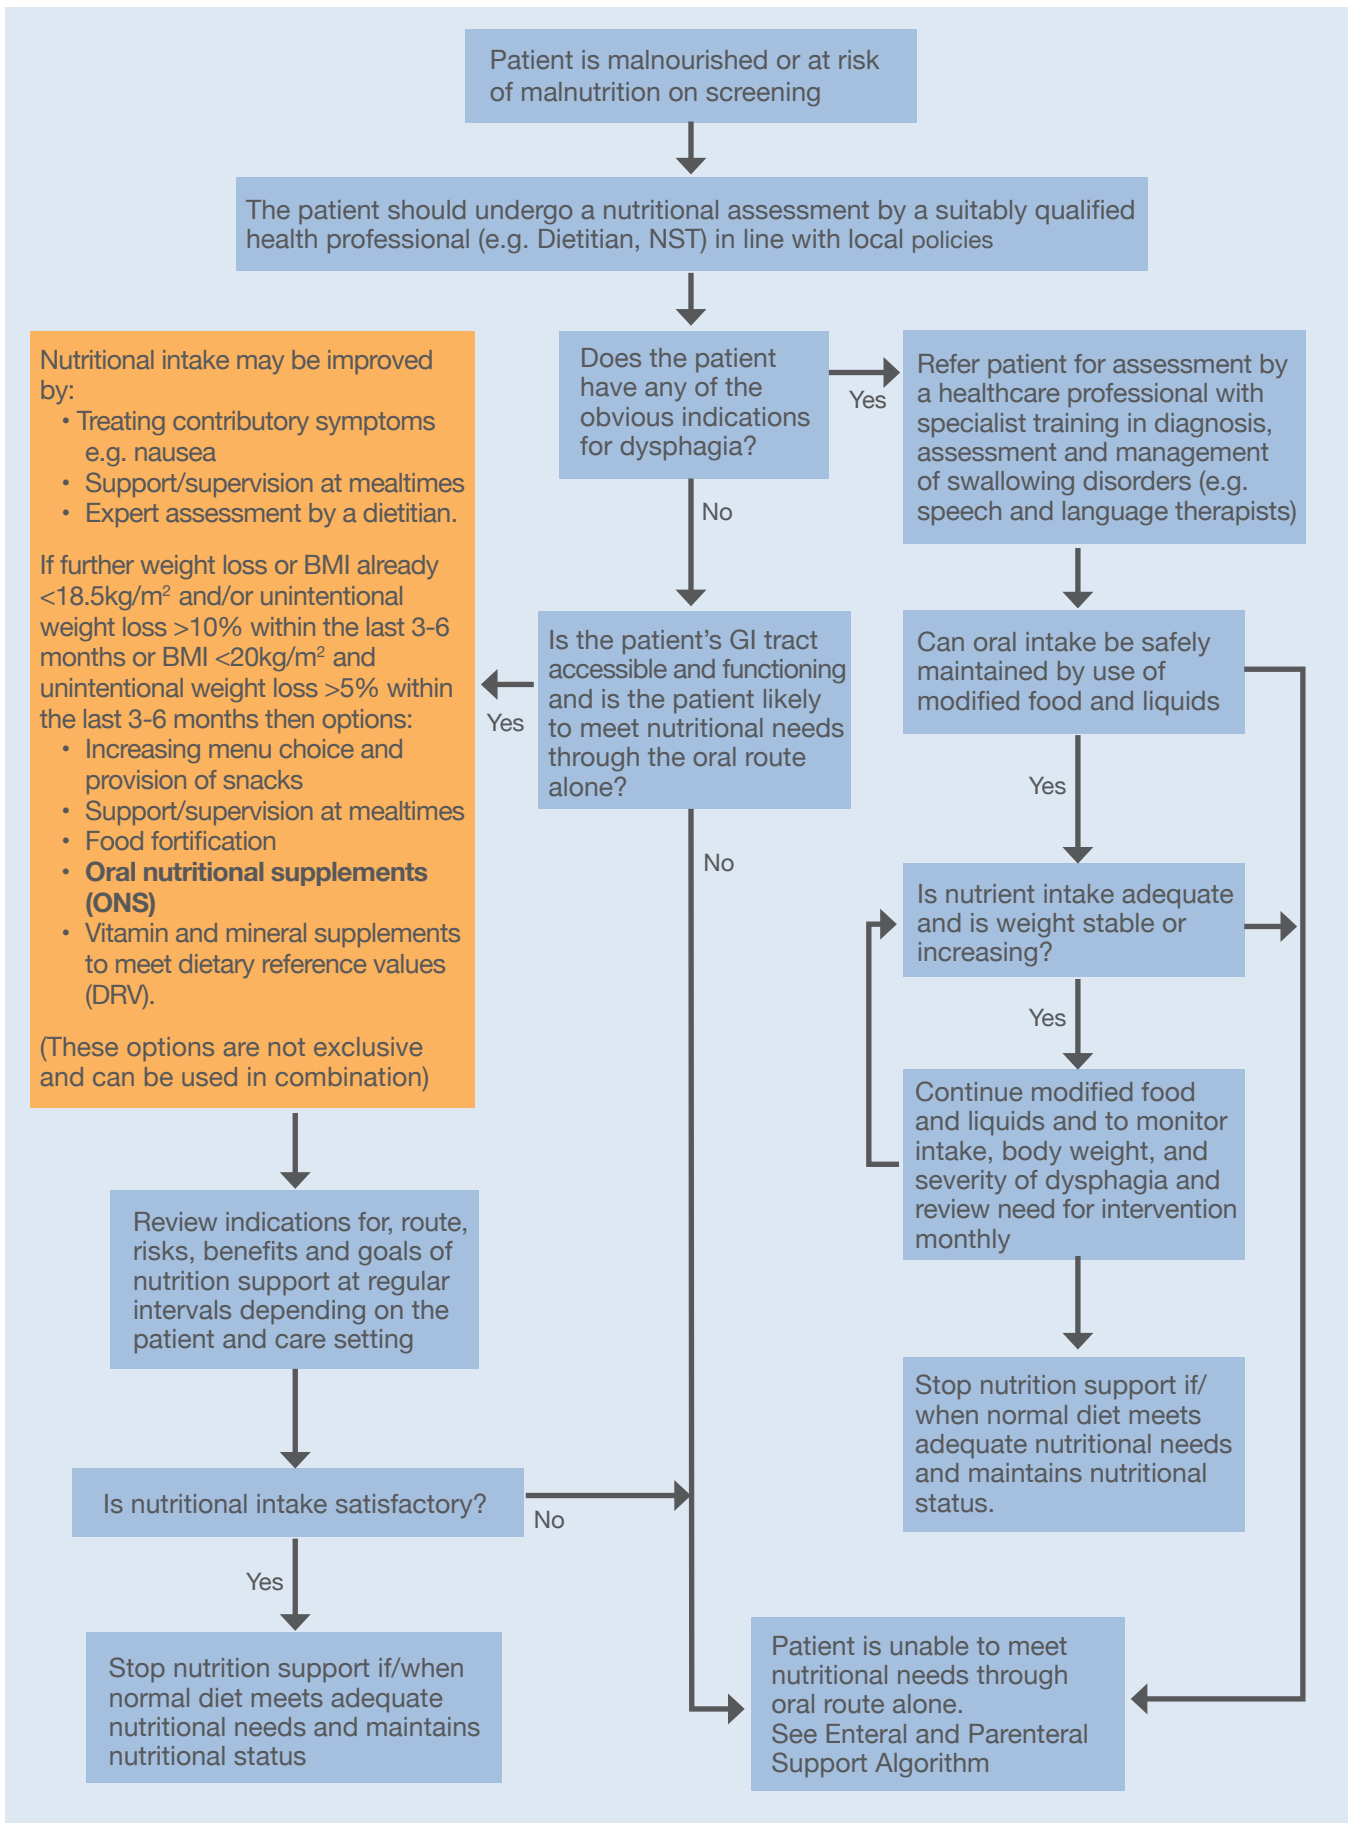 Patient is malnourished or at risk
of malnutrition on screening
The patient should undergo a nutritional assessment by a suitably qualified
health professional (e.g. Dietitian, NST) in line with local policies
Nutritional intake may be improved
by:
• Treating contributory symptoms
e.g. nausea
• Support/supervision at mealtimes
• Expert assessment by a dietitian.
If further weight loss or BMI already
<18.5kg/m² and/or unintentional
weight loss >10% within the last 3-6
months or BMI <20kg/m² and
unintentional weight loss >5% within
the last 3-6 months then options:
• Increasing menu choice and
provision of snacks
• Support/supervision at mealtimes
• Food fortification
• Oral nutritional supplements
(ONS)
• Vitamin and mineral supplements
to meet dietary reference values
(DRV).
(These options are not exclusive
and can be used in combination)
Does the patient
have any of the
obvious indications
for dysphagia?
Yes
No
Refer patient for assessment by
a healthcare professional with
specialist training in diagnosis,
assessment and management
of swallowing disorders (e.g.
speech and language therapists)
Is the patient's GI tract
accessible and functioning
and is the patient likely
to meet nutritional needs
through the oral route
alone?
Yes
No
Can oral intake be safely
maintained by use of
modified food and liquids
Yes
Is nutrient intake adequate
and is weight stable or
increasing?
Yes
Continue modified food
and liquids and to monitor
intake, body weight, and
severity of dysphagia and
review need for intervention
monthly
Stop nutrition support if/
when normal diet meets
adequate nutritional needs
and maintains nutritional
status.
Review indications for, route,
risks, benefits and goals of
nutrition support at regular
intervals depending on the
patient and care setting
Is nutritional intake satisfactory?
No
Yes
Stop nutrition support if/when
normal diet meets adequate
nutritional needs and maintains
nutritional status
Patient is unable to meet
nutritional needs through
oral route alone.
See Enteral and Parenteral
Support Algorithm